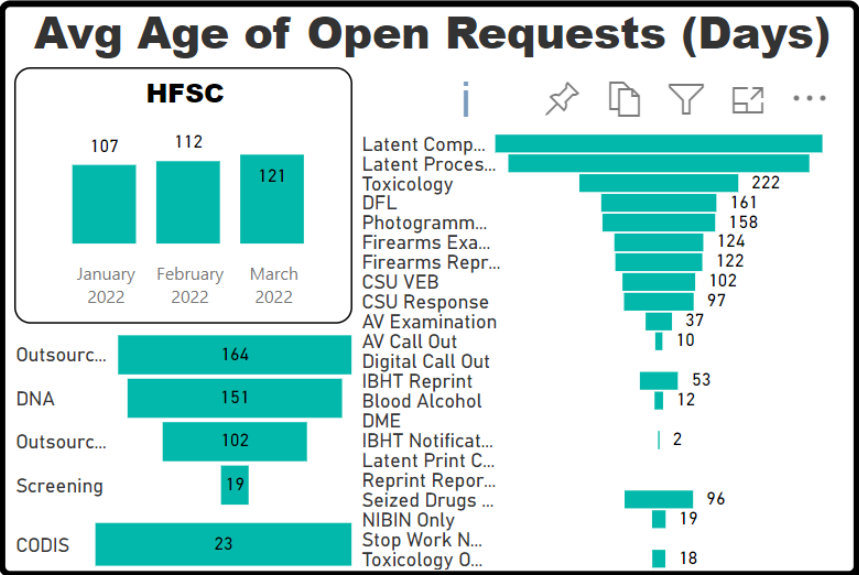 Avg Age of Open Requests (Days)
HFSC
107
112
121
January
2022
February
2022
March
2022
Outsourc...
164
DNA
151
Outsourc...
102
Screening
19
CODIS
23
i
Latent Comp...
Latent Proces...
Toxicology
222
DFL
161
Photogramm...
158
Firearms Exa...
124
Firearms Repr...
122
CSU VEB
102
CSU Response
97
AV Examination
37
AV Call Out
10
Digital Call Out
IBHT Reprint
53
Blood Alcohol
12
DME
IBHT Notificat...
2
Latent Print C...
Reprint Repor...
Seized Drugs ...
96
NIBIN Only
19
Stop Work N...
Toxicology O...
18